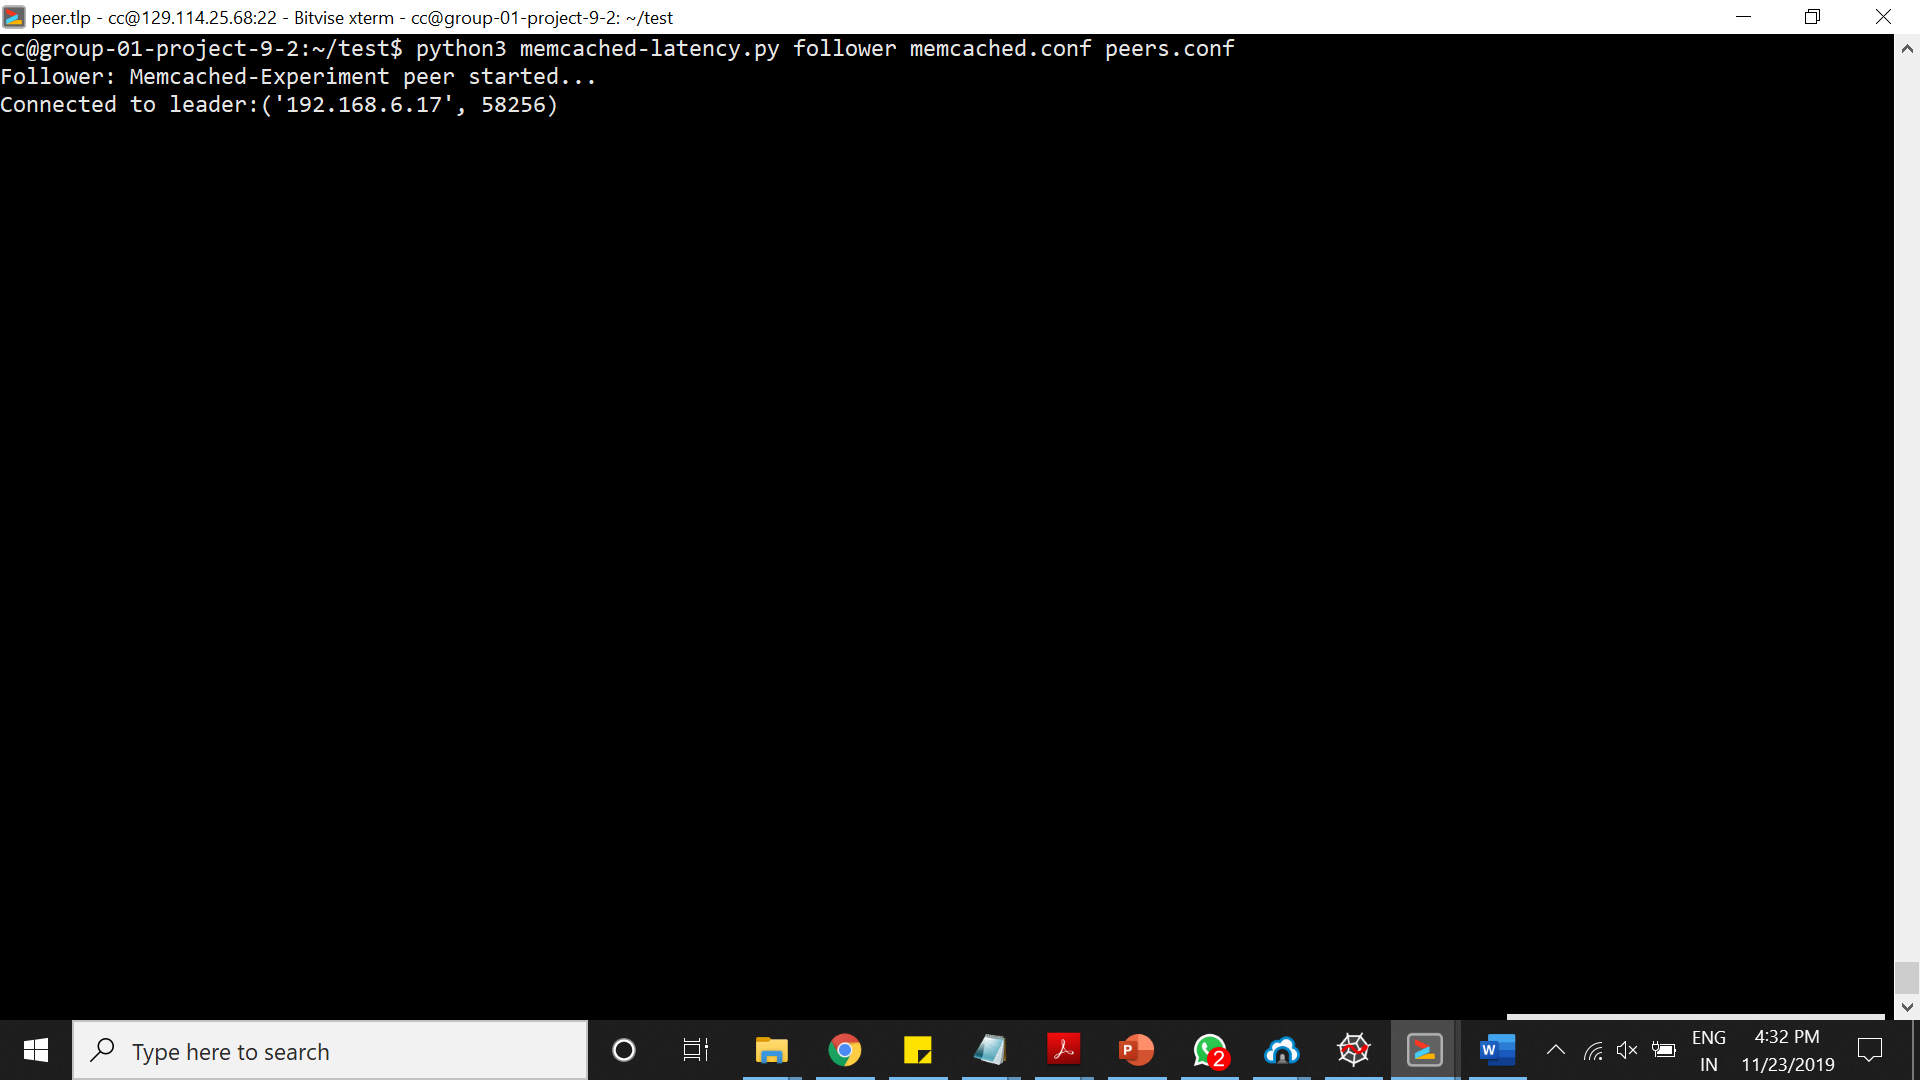 peer.tlp - cc@129.114.25.68:22 - Bitvise xterm - cc@group-01-project-9-2: ~/test
cc@group-01-project-9-2:~/test$ python3 memcached-latency.py follower memcached.conf peers.conf
Follower: Memcached-Experiment peer started...
Connected to leader:('192.168.6.17', 58256)
Type here to search
P
2
W
ENG
IN
4:32 PM
11/23/2019